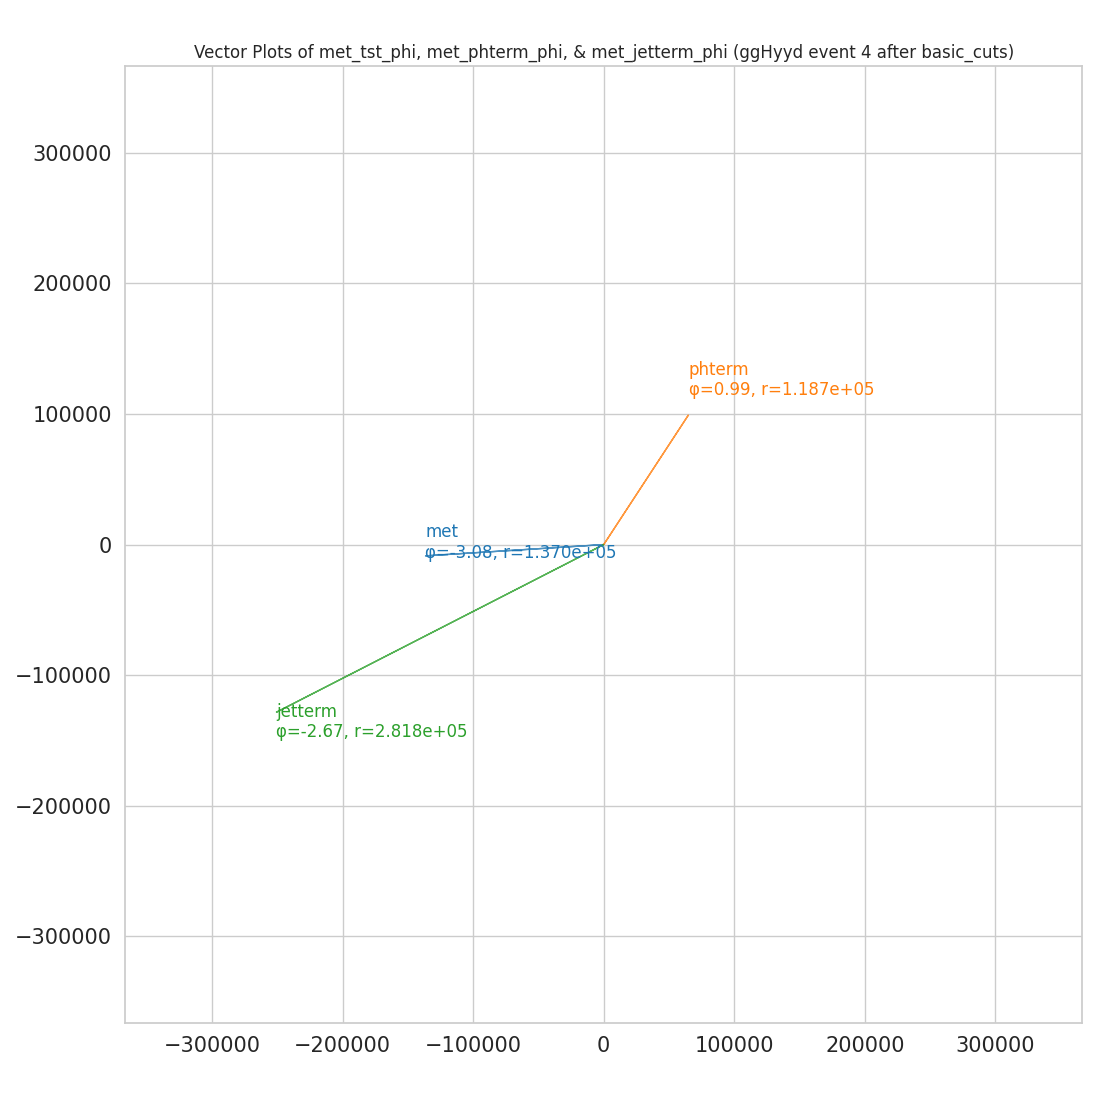 Vector Plots of met_tst_phi, met_phterm_phi, & met_jetterm_phi (ggHyyd event 4 after basic_cuts)
300000
200000
100000
0
−100000
−200000
−300000
phterm
φ=0.99, r=1.187e+05
met
φ=-3.08, r=1.370e+05
jetterm
φ=-2.67, r=2.818e+05
−300000
−200000
−100000
0
100000
200000
300000